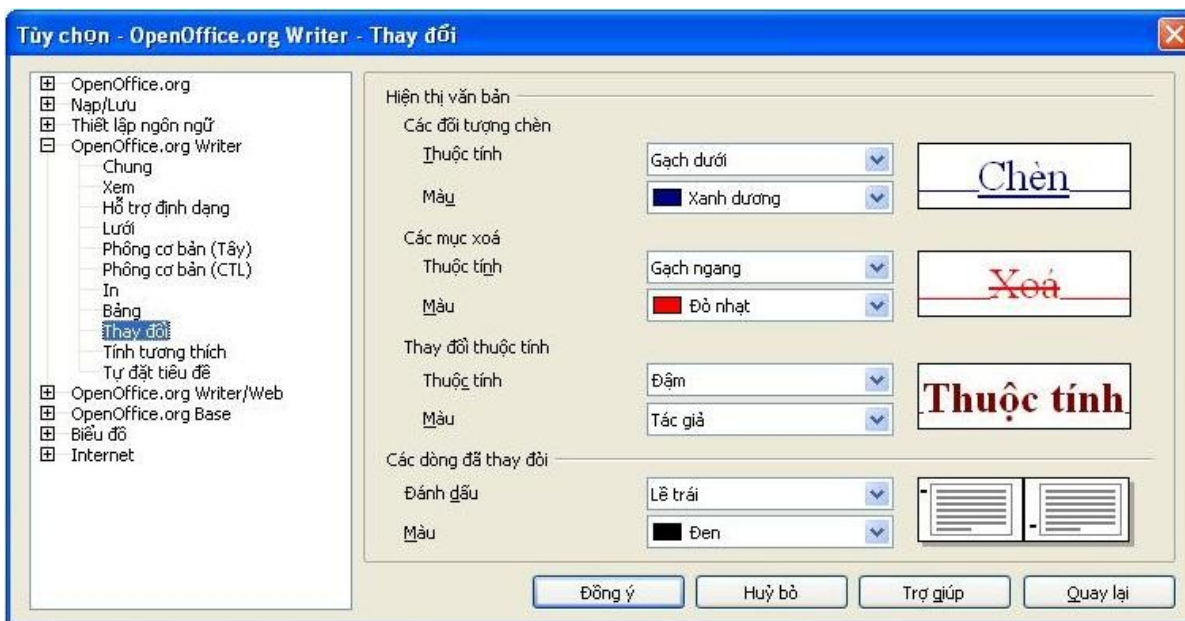 Tùy chọn - OpenOffice.org Writer - Thay đổi
OpenOffice.org
Nạp/Lưu
Thiết lập ngôn ngữ
OpenOffice.org Writer
Chung
Xem
Hỗ trợ định dạng
Lưới
Phông cơ bản (Tây)
Phông cơ bản (CTL)
In
Bảng
Thay đổi
Tính tương thích
Tự đặt tiêu đề
OpenOffice.org Writer/Web
OpenOffice.org Base
Biểu đồ
Internet
Hiện thị văn bản
Các đối tượng chèn
Thuộc tính Gạch dưới
Màu Xanh dương
Chèn
Các mục xoá
Thuộc tính Gạch ngang
Màu Đỏ nhạt
Xoá
Thay đổi thuộc tính
Thuộc tính Đậm
Màu Tác giả
Thuộc tính
Các dòng đã thay đổi
Đánh dấu Lề trái
Màu Đen
Đồng ý Huỷ bỏ Trợ giúp Quay lại